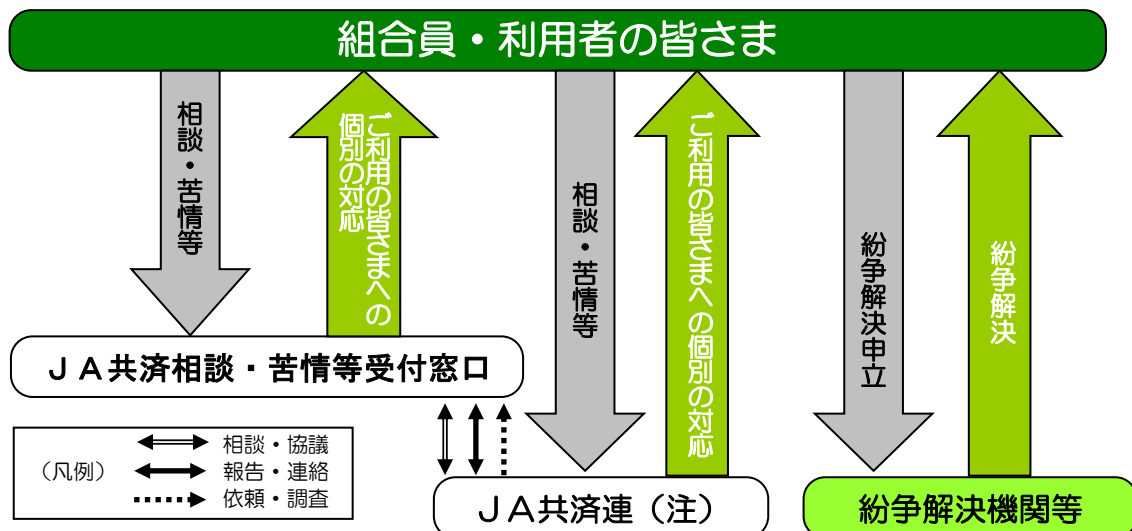 組合員・利用者の皆さま
相談・苦情等
ご利用の皆さまへの
個別の対応
相談・苦情等
ご利用の皆さまへの個別の対応
紛争解決申立
紛争解決
ＪＡ共済相談・苦情等受付窓口
（凡例）
相談・協議
報告・連絡
依頼・調査
ＪＡ共済連（注）
紛争解決機関等